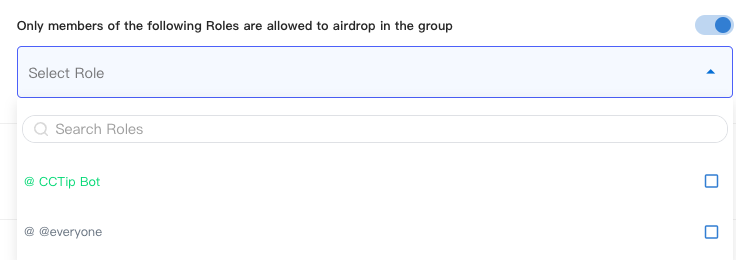 Only members of the following Roles are allowed to airdrop in the group
Select Role
Search Roles
@ CCTip Bot
@ @everyone